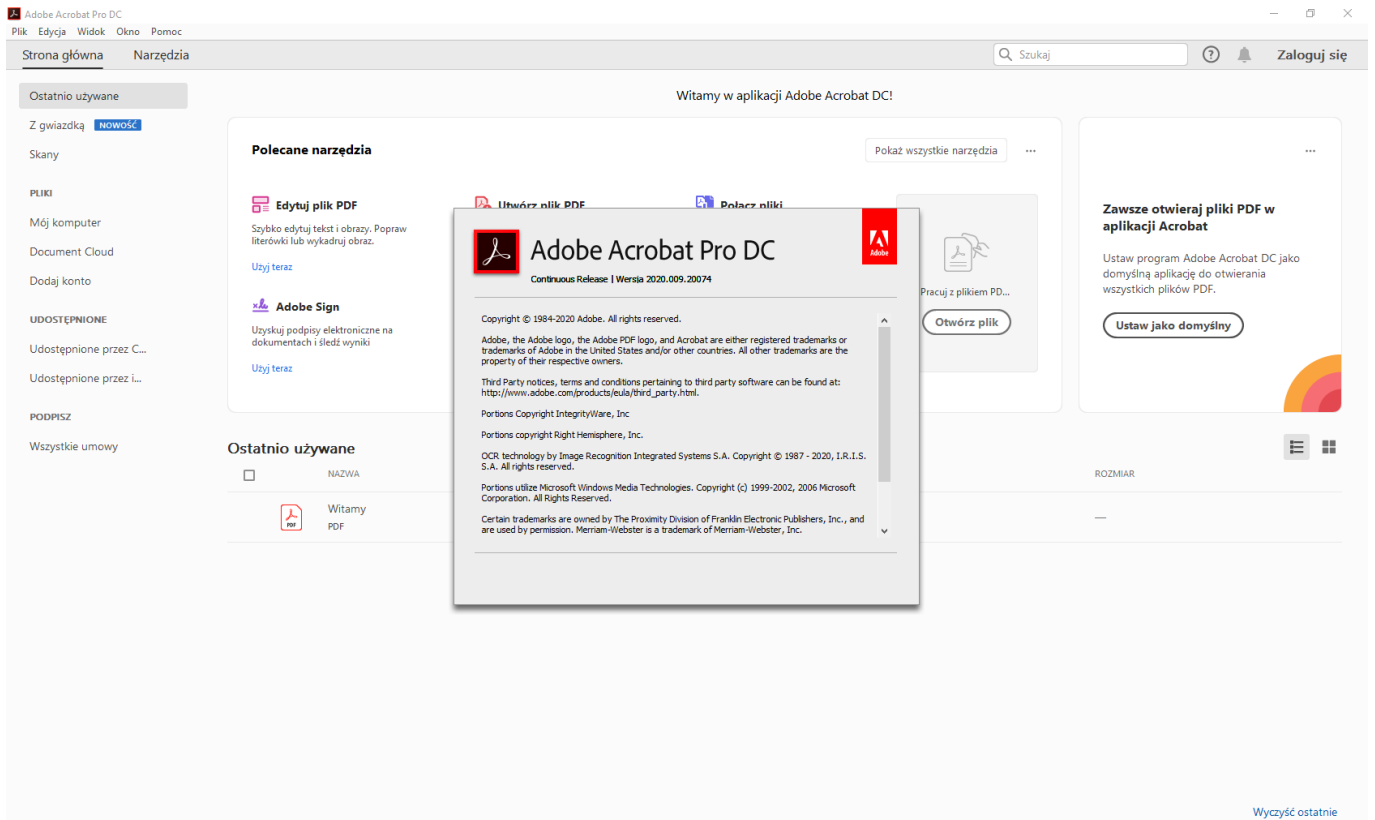 Adobe Acrobat Pro DC
Plik Edycja Widok Okno Pomoc
Strona główna Narzędzia Szukaj Zaloguj się
Ostatnio używane
Z gwiazdką NOWOŚĆ
Skany
PLIKI
Mój komputer
Document Cloud
Dodaj konto
UDOSTĘPNIONE
Udostępnione przez C...
Udostępnione przez i...
PODPISZ
Wszystkie umowy
Witamy w aplikacji Adobe Acrobat DC!
Polecane narzędzia
Pokaż wszystkie narzędzia
Edytuj plik PDF
Szybko edytuj tekst i obrazy. Popraw
literówki lub wykadruj obraz.
Użyj teraz
Utwórz plik PDF
Połącz pliki
Adobe Sign
Uzyskuj podpisy elektroniczne na
dokumentach i śledź wyniki
Użyj teraz
Pracuj z plikiem PD...
Otwórz plik
Zawsze otwieraj pliki PDF w
aplikacji Acrobat
Ustaw program Adobe Acrobat DC jako
domyślną aplikację do otwierania
wszystkich plików PDF.
Ustaw jako domyślny
Adobe Acrobat Pro DC
Adobe
Continuous Release | Wersja 2020.009.20074
Copyright © 1984-2020 Adobe. All rights reserved.
Adobe, the Adobe logo, the Adobe PDF logo, and Acrobat are either registered trademarks or
trademarks of Adobe in the United States and/or other countries. All other trademarks are the
property of their respective owners.
Third Party notices, terms and conditions pertaining to third party software can be found at:
http://www.adobe.com/products/eula/third_party.html.
Portions Copyright IntegrityWare, Inc
Portions copyright Right Hemisphere, Inc.
OCR technology by Image Recognition Integrated Systems S.A. Copyright © 1987 - 2020, I.R.I.S.
S.A. All rights reserved.
Portions utilize Microsoft Windows Media Technologies. Copyright (c) 1999-2002, 2006 Microsoft
Corporation. All Rights Reserved.
Certain trademarks are owned by The Proximity Division of Franklin Electronic Publishers, Inc., and
are used by permission. Merriam-Webster is a trademark of Merriam-Webster, Inc.
Ostatnio używane
NAZWA ROZMIAR
Witamy
PDF
PDF
—
Wyczyść ostatnie